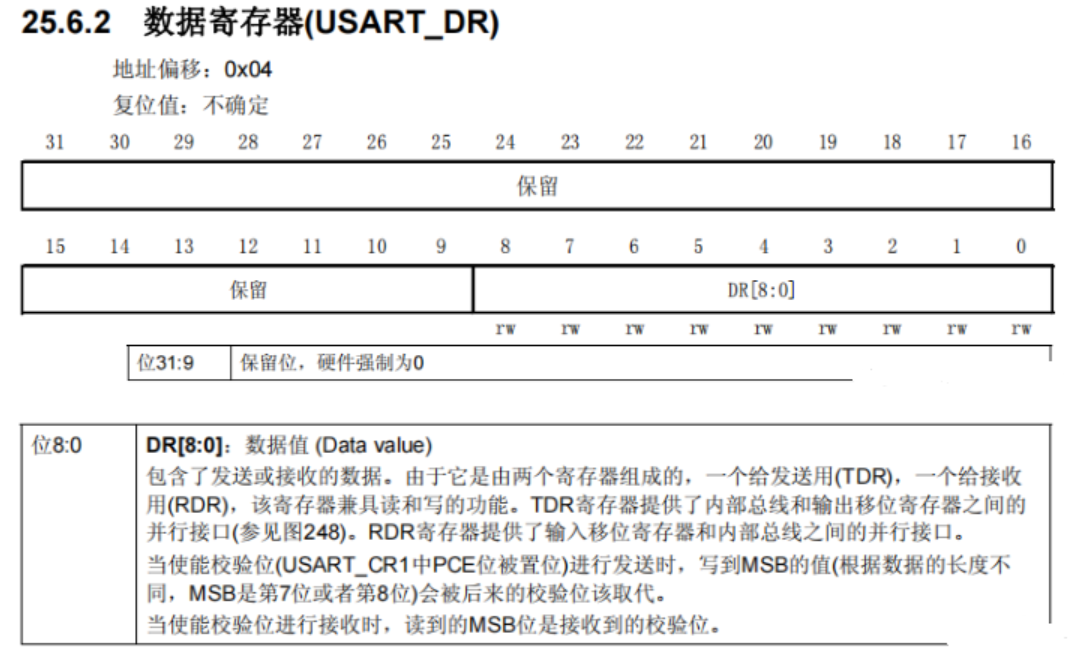 25.6.2 数据寄存器(USART_DR)
地址偏移：0x04
复位值：不确定
31 30 29 28 27 26 25 24 23 22 21 20 19 18 17 16
保留
15 14 13 12 11 10 9 8 7 6 5 4 3 2 1 0
保留 DR[8:0]
rw rw rw rw rw rw rw rw rw
位31:9 保留位，硬件强制为0
位8:0 DR[8:0]：数据值 (Data value)
包含了发送或接收的数据。由于它是由两个寄存器组成的，一个给发送用(TDR)，一个给接收
用(RDR)，该寄存器兼具读和写的功能。TDR寄存器提供了内部总线和输出移位寄存器之间的
并行接口(参见图248)。RDR寄存器提供了输入移位寄存器和内部总线之间的并行接口。
当使能校验位(USART_CR1中PCE位被置位)进行发送时，写到MSB的值(根据数据的长度不
同，MSB是第7位或者第8位)会被后来的校验位该取代。
当使能校验位进行接收时，读到的MSB位是接收到的校验位。